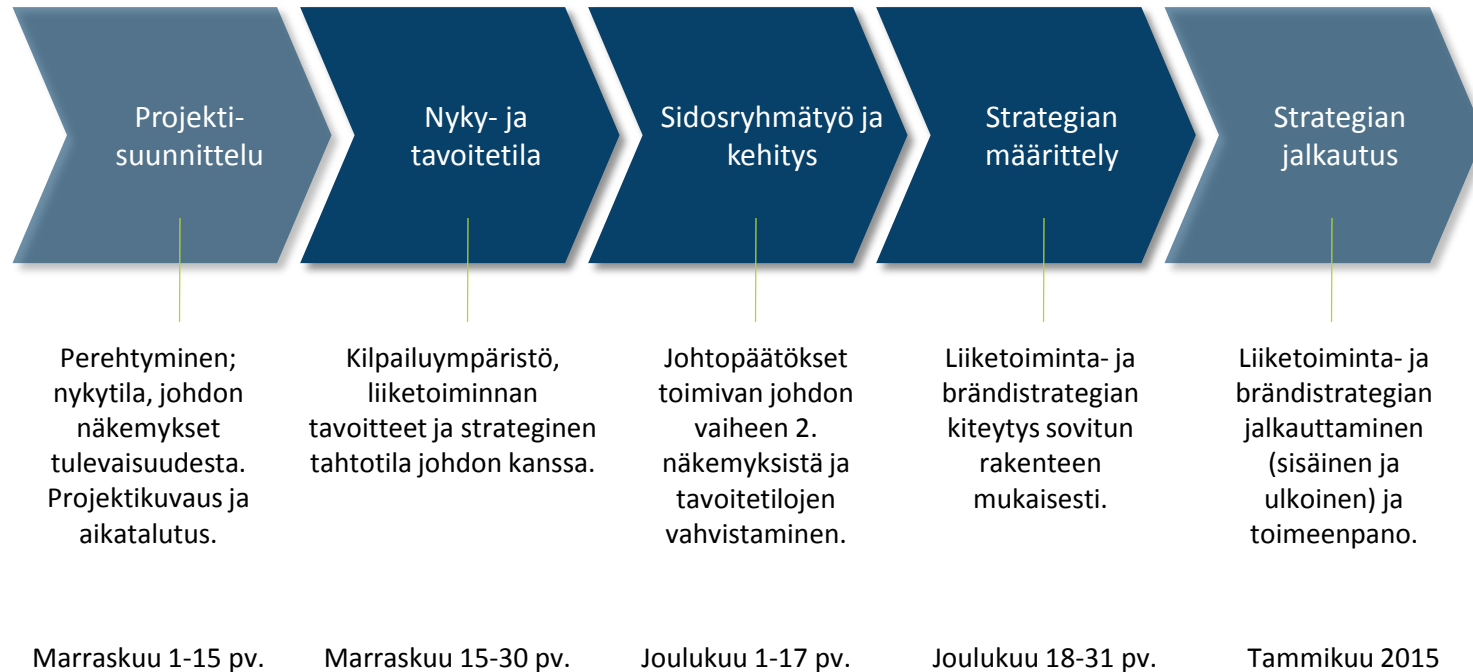 Projekti-
suunnittelu
Nyky- ja
tavoitetila
Sidosryhmätyö ja
kehitys
Strategian
määrittely
Strategian
jalkautus
Perehtyminen;
nykytila, johdon
näkemykset
tulevaisuudesta.
Projektikuvaus ja
aikatalutus.
Kilpailuympäristö,
liiketoiminnan
tavoitteet ja strateginen
tahtotila johdon kanssa.
Johtopäätökset
toimivan johdon
vaiheen 2.
näkemyksistä ja
tavoitetilojen
vahvistaminen.
Liiketoiminta- ja
brändistrategian
kiteytys sovitun
rakenteen
mukaisesti.
Liiketoiminta- ja
brändistrategian
jalkauttaminen
(sisäinen ja
ulkoinen) ja
toimeenpano.
Marraskuu 1-15 pv.
Marraskuu 15-30 pv.
Joulukuu 1-17 pv.
Joulukuu 18-31 pv.
Tammikuu 2015